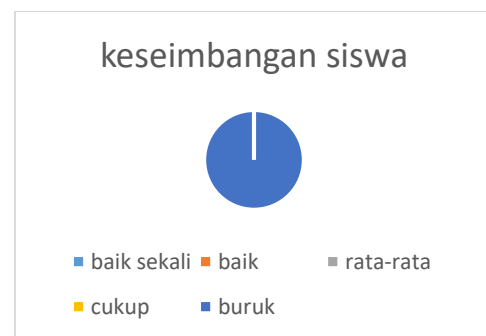 keseimbangan siswa
baik sekali baik rata-rata
cukup buruk